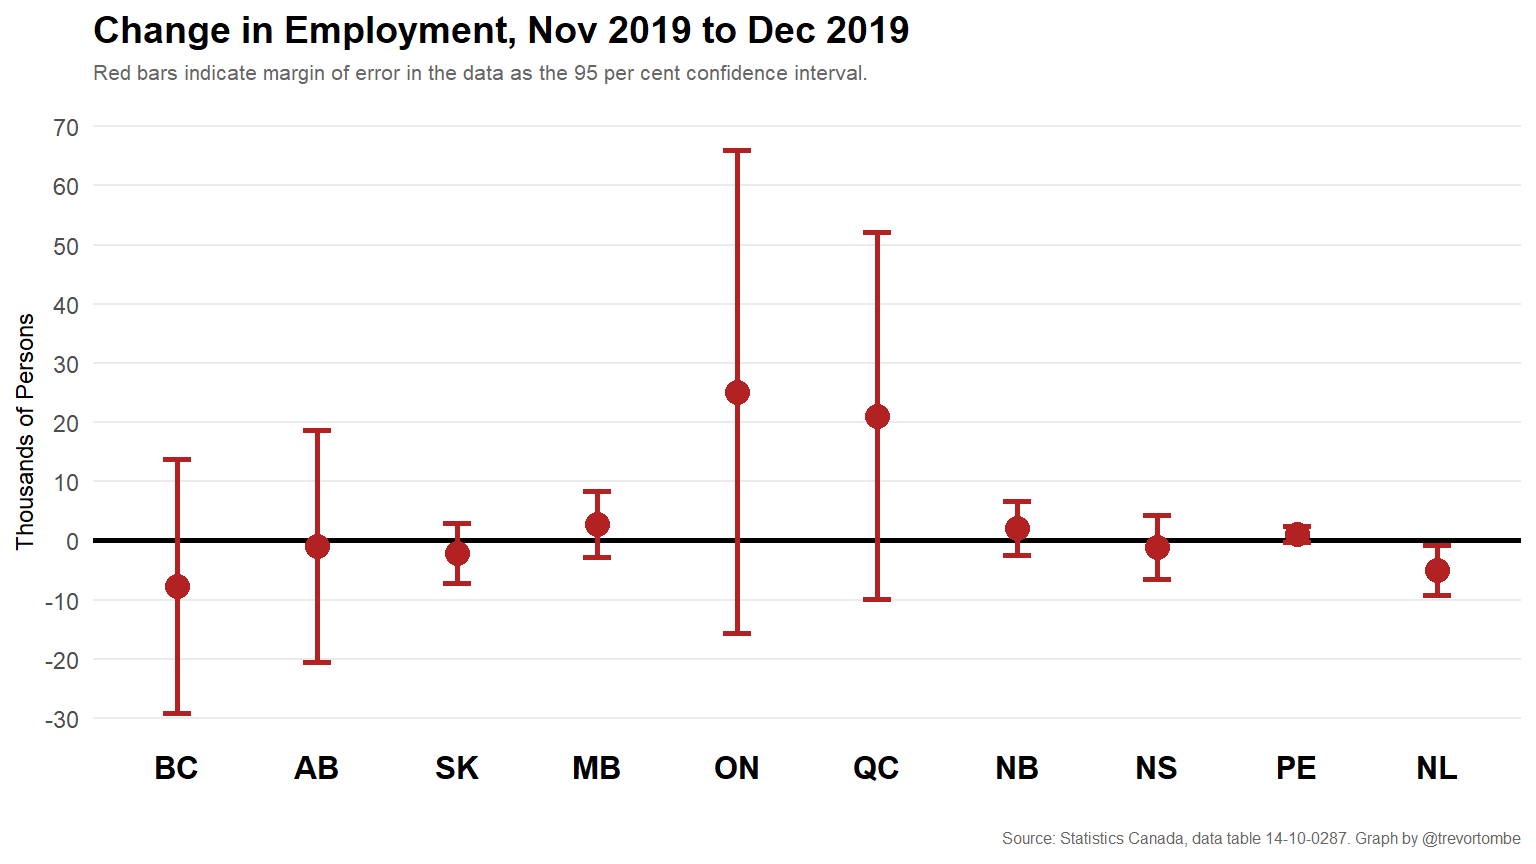 Change in Employment, Nov 2019 to Dec 2019
Red bars indicate margin of error in the data as the 95 per cent confidence interval.
Thousands of Persons
70
60
50
40
30
20
10
0
-10
-20
-30
BC AB SK MB ON QC NB NS PE NL
Source: Statistics Canada, data table 14-10-0287. Graph by @trevortombe